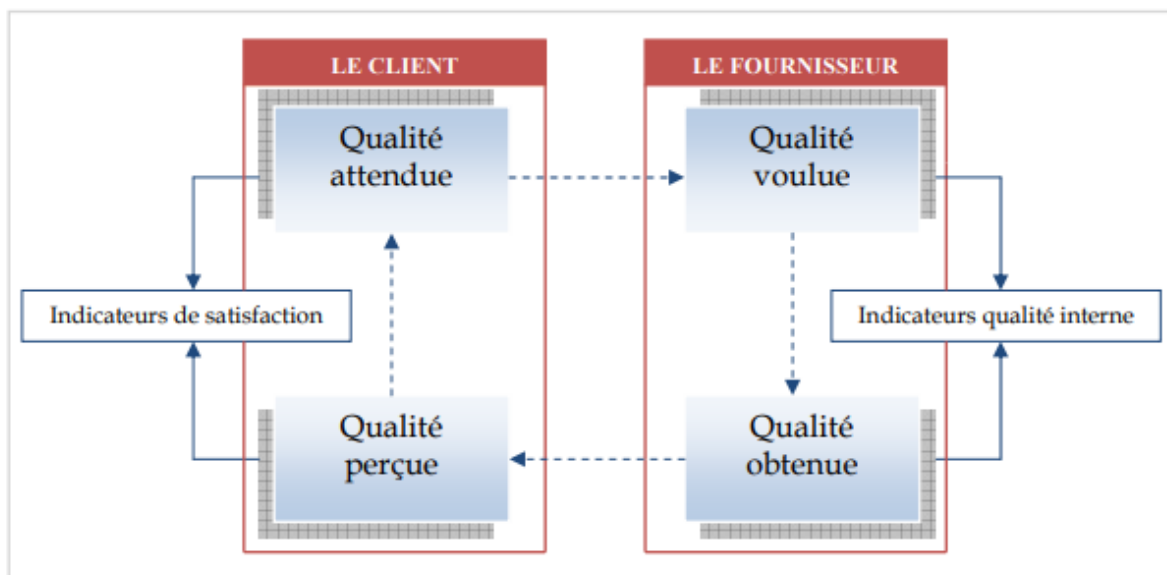 LE CLIENT
LE FOURNISSEUR
Qualité
attendue
Qualité
voulue
Indicateurs de satisfaction
Indicateurs qualité interne
Qualité
perçue
Qualité
obtenue